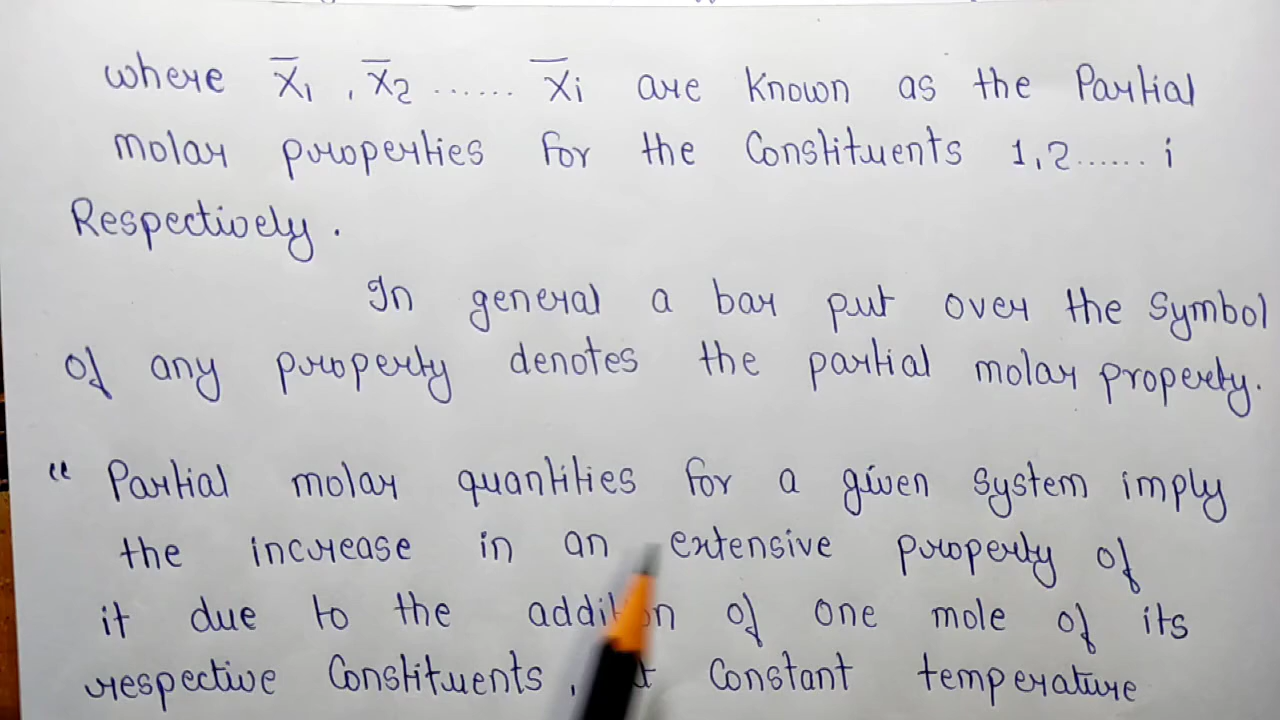 where X̄1 , X̄2 ...... X̄i are known as the Partial
molar properties for the Constituents 1,2...... i
Respectively.
In general a bar put over the Symbol
of any property denotes the partial molar property.
“ Partial molar quantities for a given system imply
the increase in an extensive property of
it due to the addition of one mole of its
respective Constituents, at constant temperature